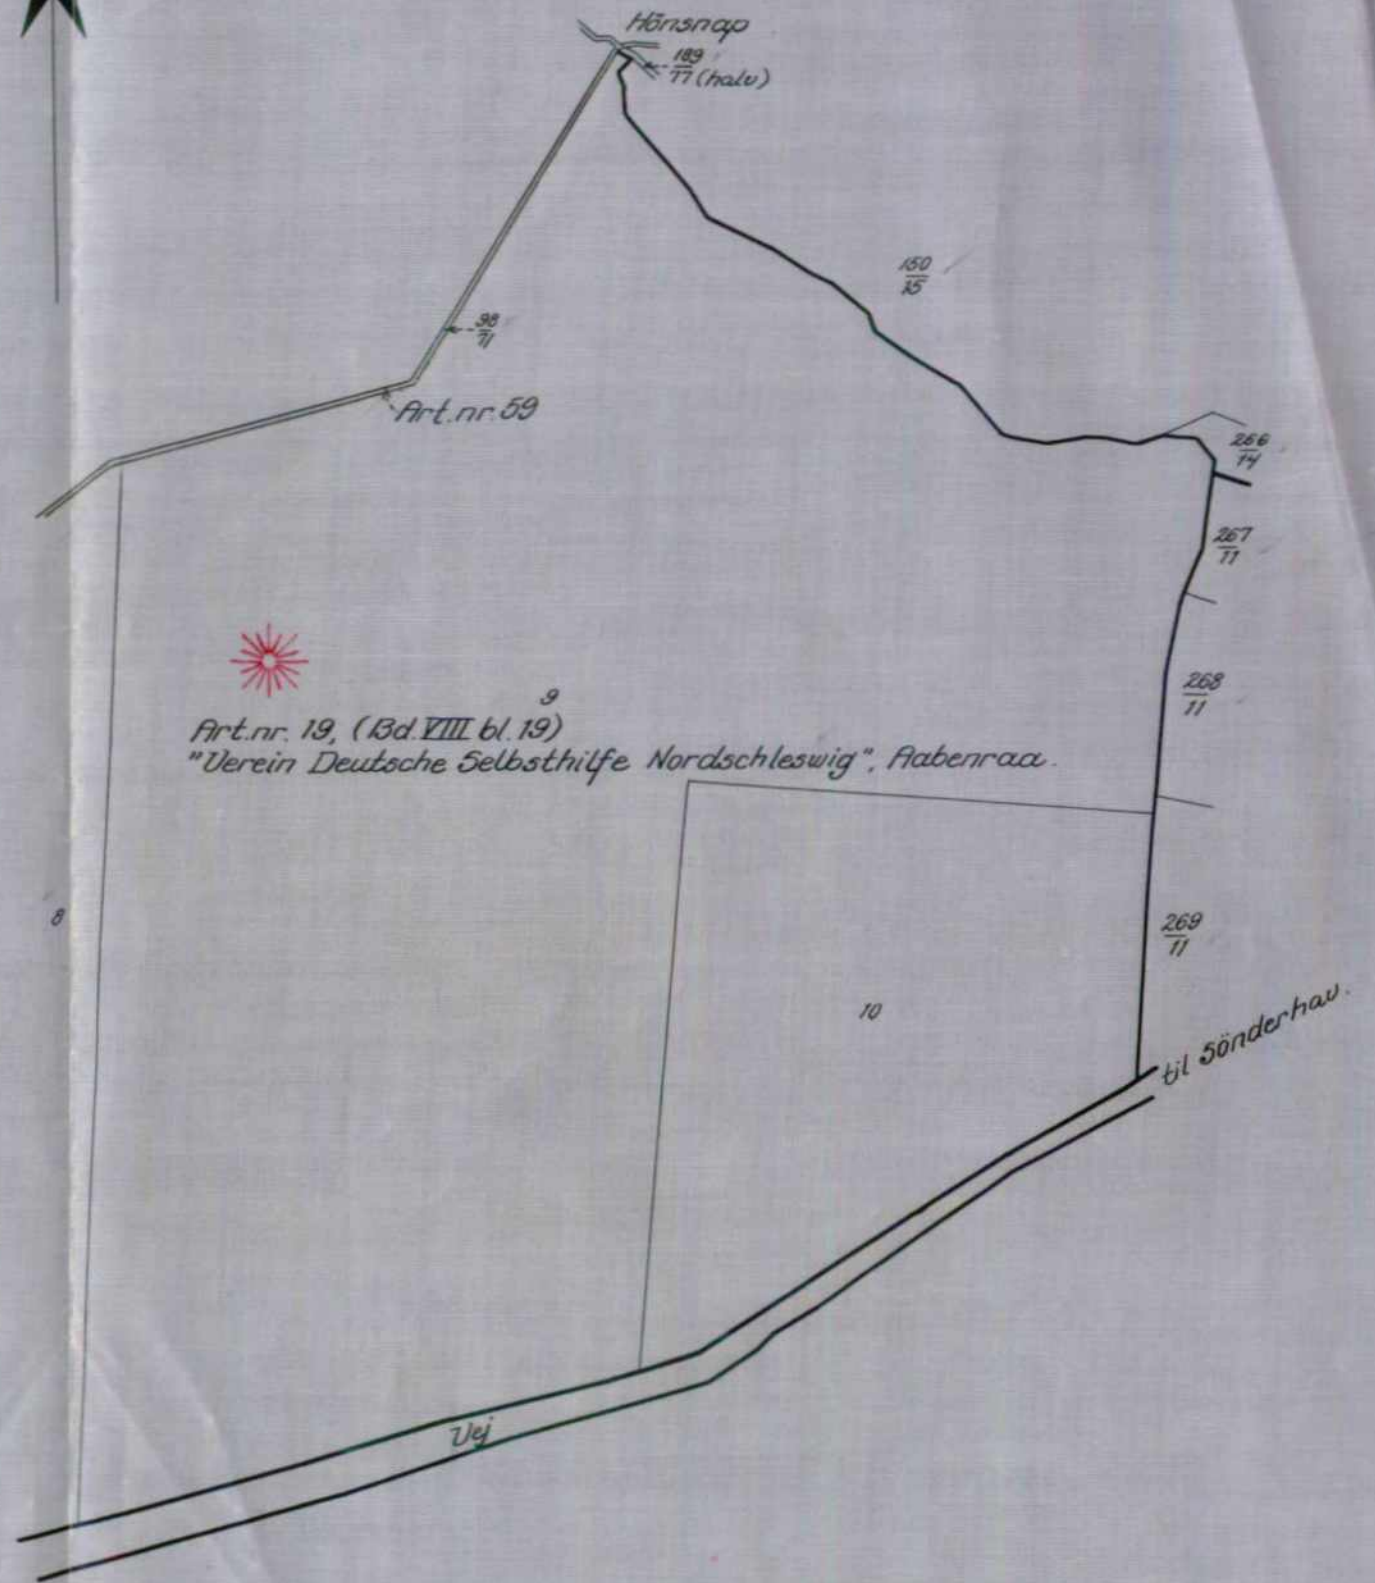 Hönsnap
189
77 (halv)
150
15
98
71
Art.nr. 59
266
14
267
11
268
11
9
Art.nr. 19, (Bd. VIII bl. 19)
"Verein Deutsche Selbsthilfe Nordschleswig", Aabenraa.
8
269
11
10
til Sönderhav.
Vej